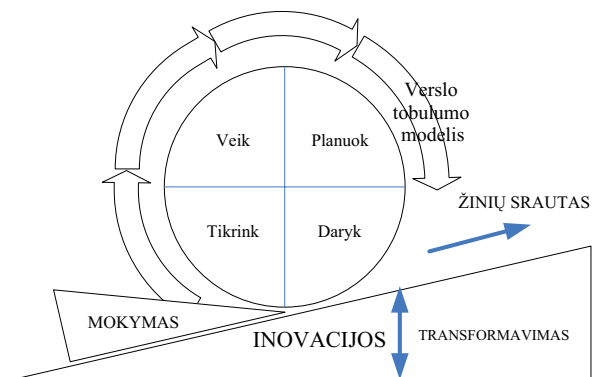 Verslo
tobulumo
modelis
Veik
Planuok
Tikrink
Daryk
ŽINIŲ SRAUTAS
MOKYMAS
INOVACIJOS
TRANSFORMAVIMAS